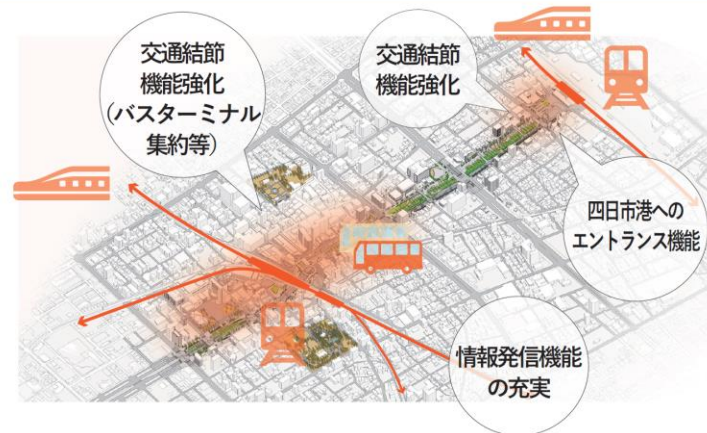 交通結節
機能強化
(バスターミナル
集約等)
交通結節
機能強化
四日市港への
エントランス機能
情報発信機能
の充実